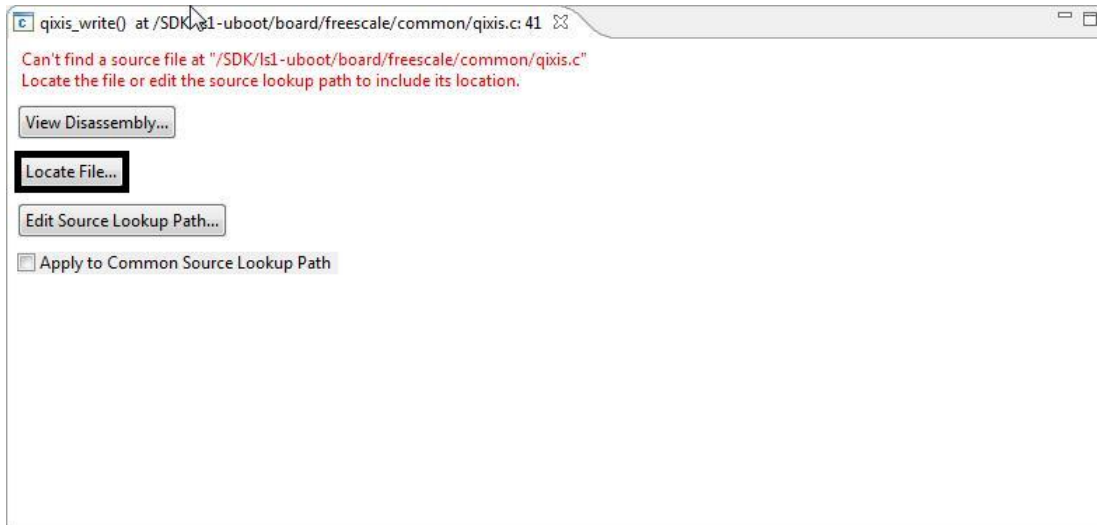 qixis_write() at /SDK/ls1-uboot/board/freescale/common/qixis.c: 41
Can't find a source file at "/SDK/ls1-uboot/board/freescale/common/qixis.c"
Locate the file or edit the source lookup path to include its location.
View Disassembly...
Locate File...
Edit Source Lookup Path...
Apply to Common Source Lookup Path